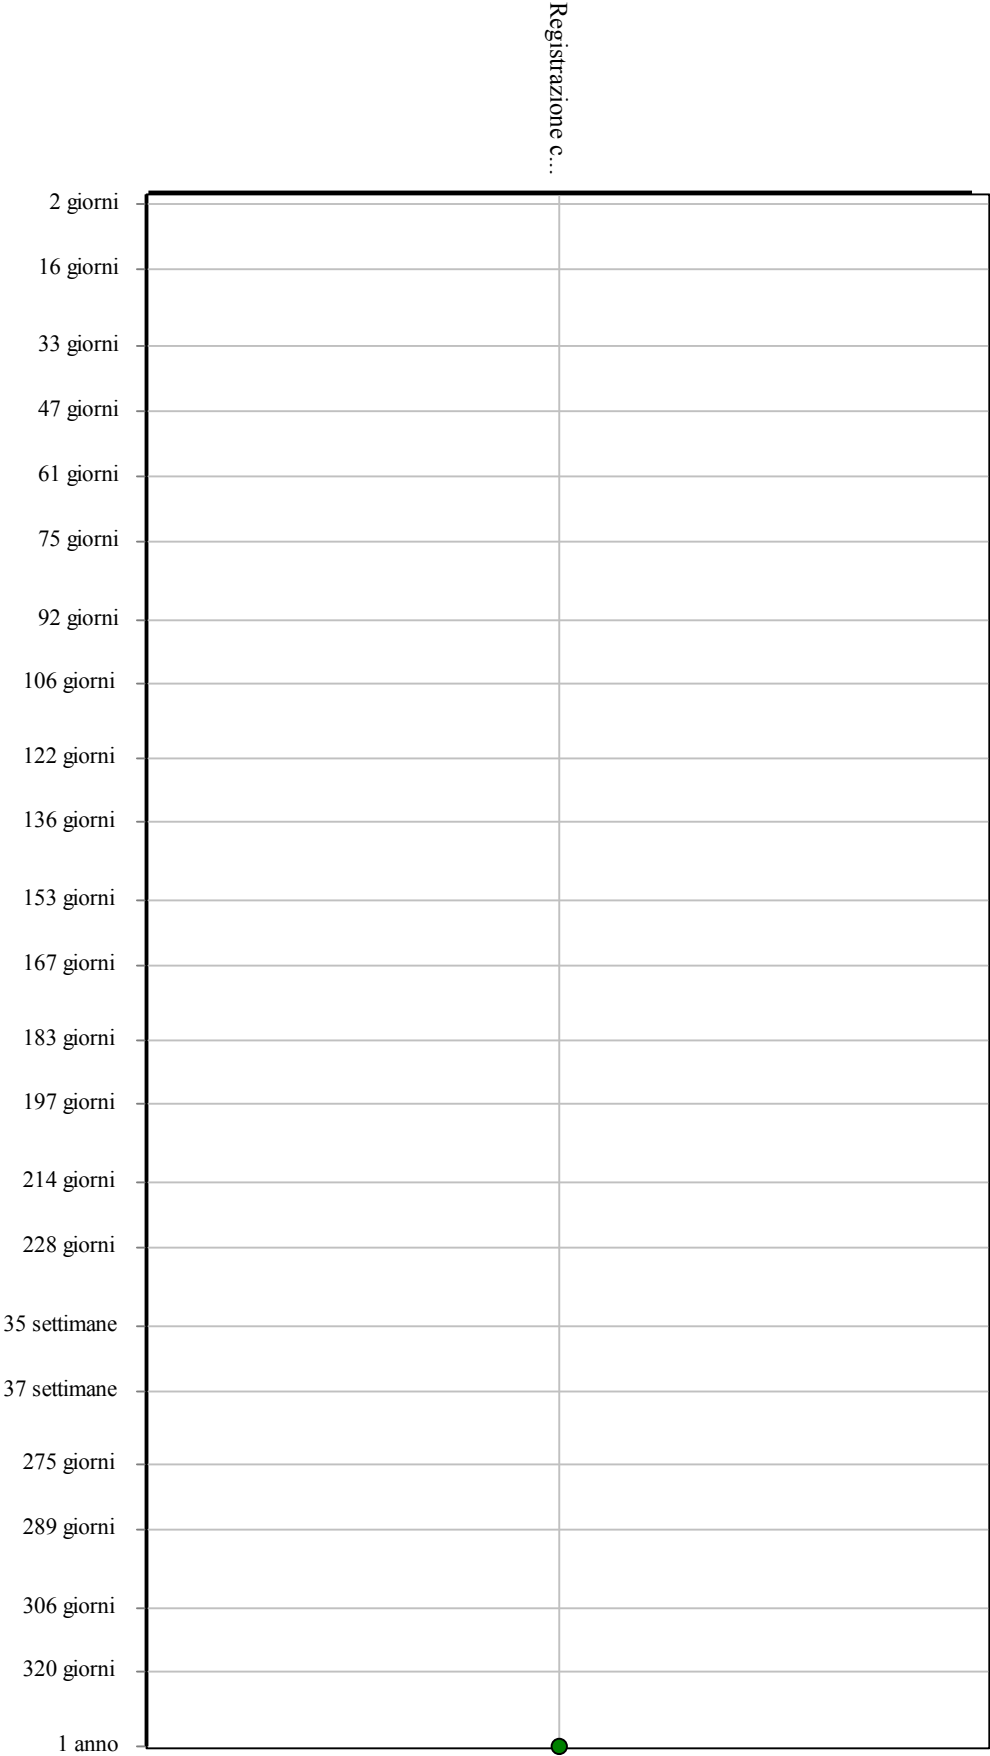 Registrazione c...
2 giorni
16 giorni
33 giorni
47 giorni
61 giorni
75 giorni
92 giorni
106 giorni
122 giorni
136 giorni
153 giorni
167 giorni
183 giorni
197 giorni
214 giorni
228 giorni
35 settimane
37 settimane
275 giorni
289 giorni
306 giorni
320 giorni
1 anno